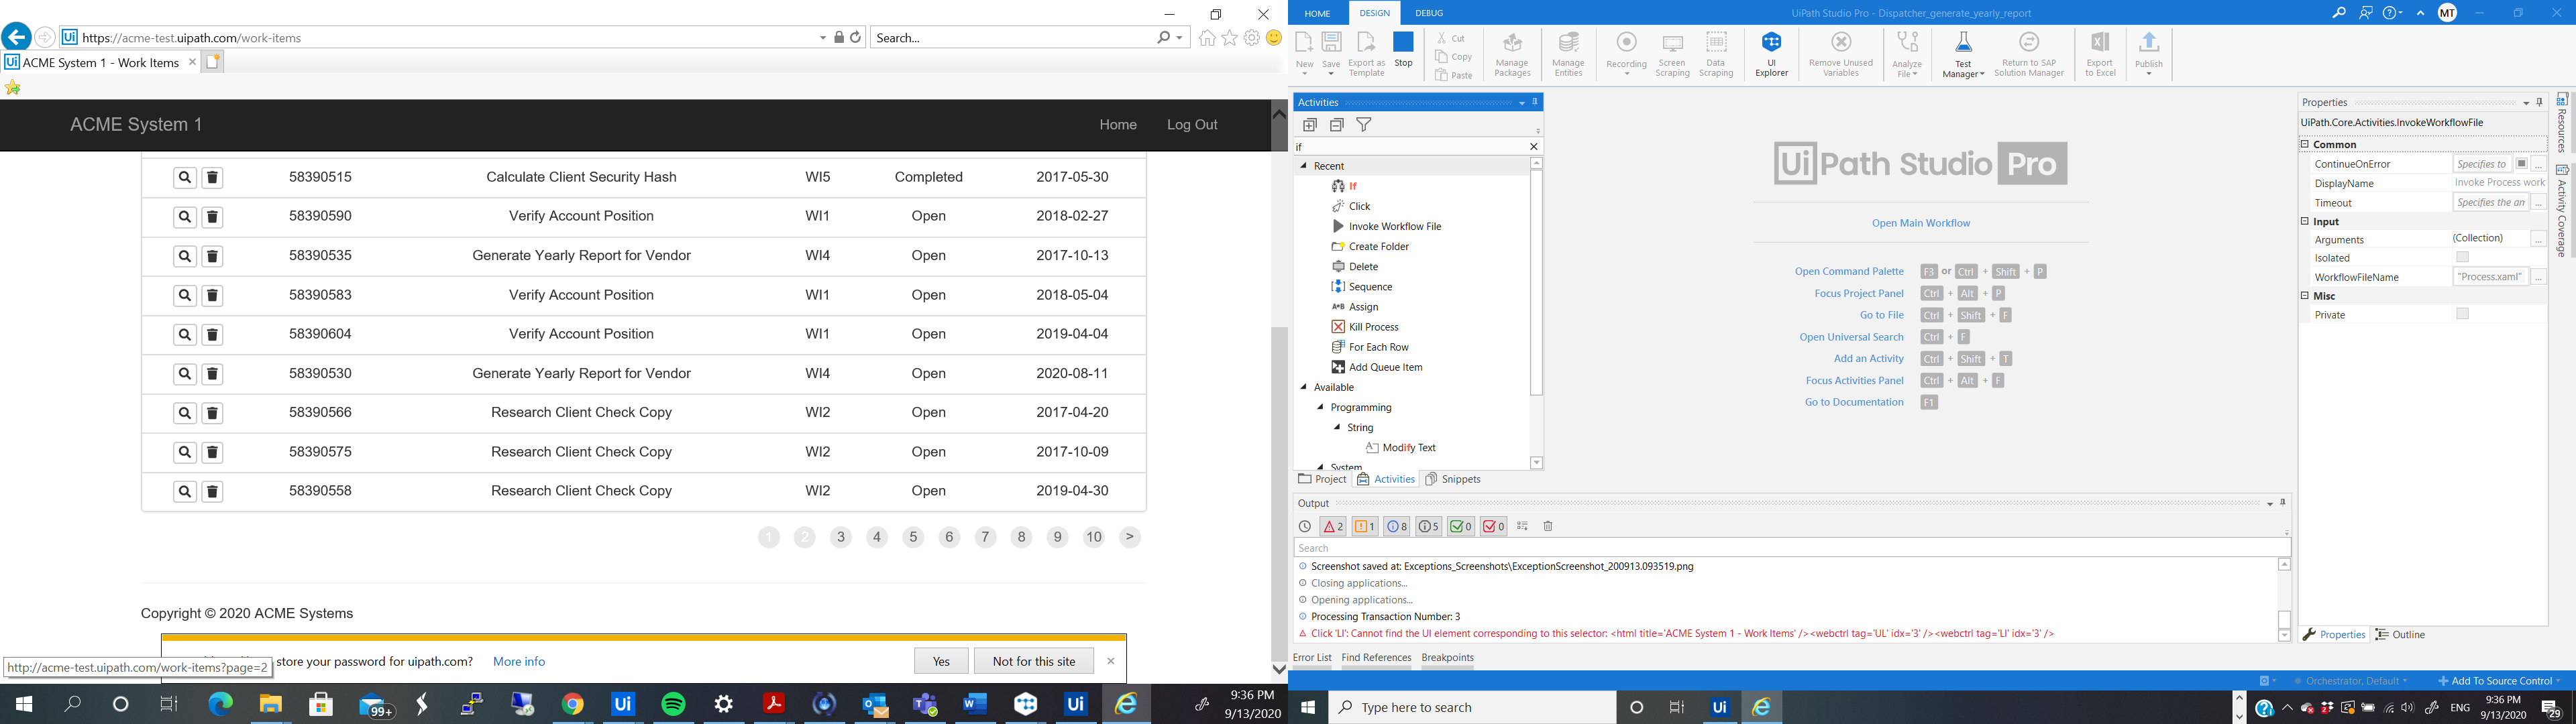 https://acme-test.uipath.com/work-items
Search...
ACME System 1 - Work Items
ACME System 1
Home
Log Out
58390515 Calculate Client Security Hash WI5 Completed 2017-05-30
58390590 Verify Account Position WI1 Open 2018-02-27
58390535 Generate Yearly Report for Vendor WI4 Open 2017-10-13
58390583 Verify Account Position WI1 Open 2018-05-04
58390604 Verify Account Position WI1 Open 2019-04-04
58390530 Generate Yearly Report for Vendor WI4 Open 2020-08-11
58390566 Research Client Check Copy WI2 Open 2017-04-20
58390575 Research Client Check Copy WI2 Open 2017-10-09
58390558 Research Client Check Copy WI2 Open 2019-04-30
1 2 3 4 5 6 7 8 9 10 >
Copyright © 2020 ACME Systems
store your password for uipath.com? More info Yes Not for this site
http://acme-test.uipath.com/work-items?page=2
99+
9:36 PM
9/13/2020
HOME DESIGN DEBUG
UiPath Studio Pro - Dispatcher_generate_yearly_report
MT
New
Save
Export as Template
Stop
Cut
Copy
Paste
Manage Packages
Manage Entities
Recording
Screen Scraping
Data Scraping
UI Explorer
Remove Unused Variables
Analyze File
Test Manager
Return to SAP Solution Manager
Export to Excel
Publish
Activities
if
Recent
If
Click
Invoke Workflow File
Create Folder
Delete
Sequence
Assign
Kill Process
For Each Row
Add Queue Item
Available
Programming
String
Modify Text
System
Project Activities Snippets
Ui Path Studio Pro
Open Main Workflow
Open Command Palette F3 or Ctrl + Shift + P
Focus Project Panel Ctrl + Alt + P
Go to File Ctrl + Shift + F
Open Universal Search Ctrl + F
Add an Activity Ctrl + Shift + T
Focus Activities Panel Ctrl + Alt + F
Go to Documentation F1
Properties
UiPath.Core.Activities.InvokeWorkflowFile
Common
ContinueOnError Specifies to ...
DisplayName Invoke Process work
Timeout Specifies the an ...
Input
Arguments (Collection) ...
Isolated
WorkflowFileName "Process.xaml" ...
Misc
Private
Resources
Activity Coverage
Properties Outline
Output
2 1 8 5 0 0
Search
Screenshot saved at: Exceptions_Screenshots\ExceptionScreenshot_200913.093519.png
Closing applications...
Opening applications...
Processing Transaction Number: 3
Click 'LI': Cannot find the UI element corresponding to this selector: <html title='ACME System 1 - Work Items' /><webctrl tag='UL' idx='3' /><webctrl tag='LI' idx='3' />
Error List Find References Breakpoints
Orchestrator, Default
Add To Source Control
Type here to search
ENG
9:36 PM
9/13/2020
29